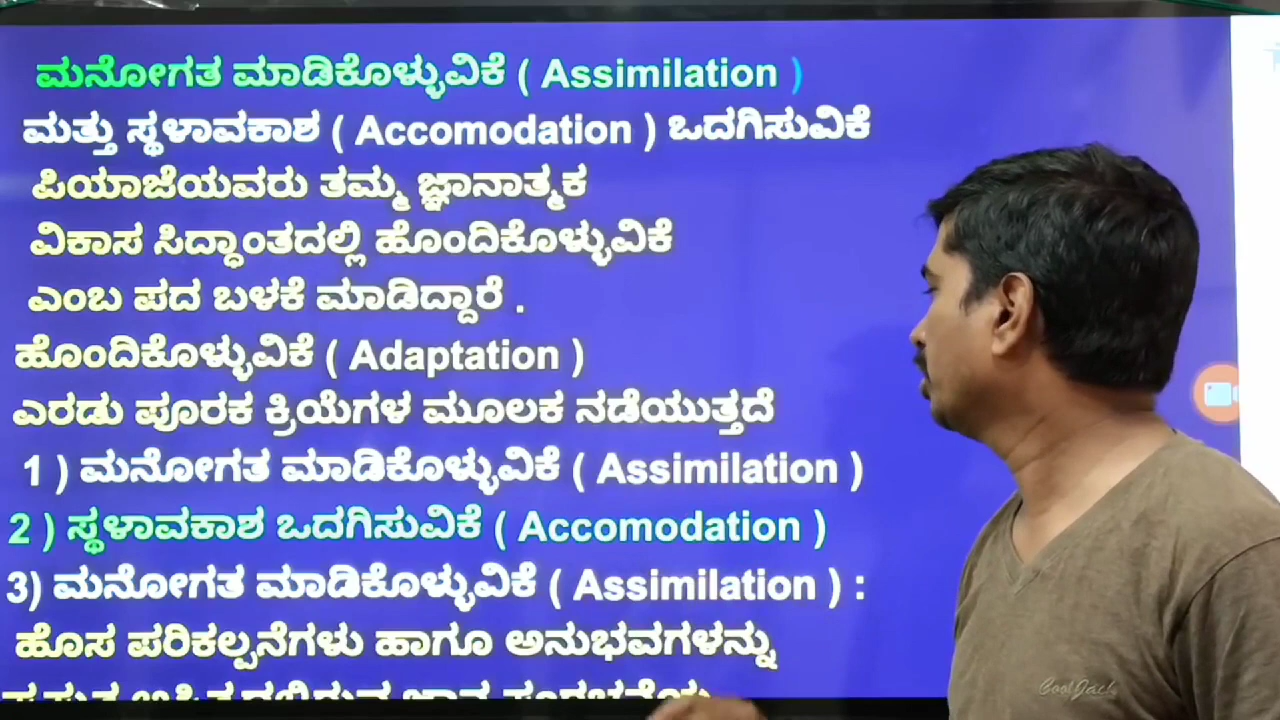 ಮನೋಗತ ಮಾಡಿಕೊಳ್ಳುವಿಕೆ ( Assimilation )
ಮತ್ತು ಸ್ಥಳಾವಕಾಶ ( Accomodation ) ಒದಗಿಸುವಿಕೆ
ಪಿಯಾಜೆಯವರು ತಮ್ಮ ಜ್ಞಾನಾತ್ಮಕ
ವಿಕಾಸ ಸಿದ್ಧಾಂತದಲ್ಲಿ ಹೊಂದಿಕೊಳ್ಳುವಿಕೆ
ಎಂಬ ಪದ ಬಳಕೆ ಮಾಡಿದ್ದಾರೆ .
ಹೊಂದಿಕೊಳ್ಳುವಿಕೆ ( Adaptation )
ಎರಡು ಪೂರಕ ಕ್ರಿಯೆಗಳ ಮೂಲಕ ನಡೆಯುತ್ತದೆ
1 ) ಮನೋಗತ ಮಾಡಿಕೊಳ್ಳುವಿಕೆ ( Assimilation )
2 ) ಸ್ಥಳಾವಕಾಶ ಒದಗಿಸುವಿಕೆ ( Accomodation )
3) ಮನೋಗತ ಮಾಡಿಕೊಳ್ಳುವಿಕೆ ( Assimilation ) :
ಹೊಸ ಪರಿಕಲ್ಪನೆಗಳು ಹಾಗೂ ಅನುಭವಗಳನ್ನು